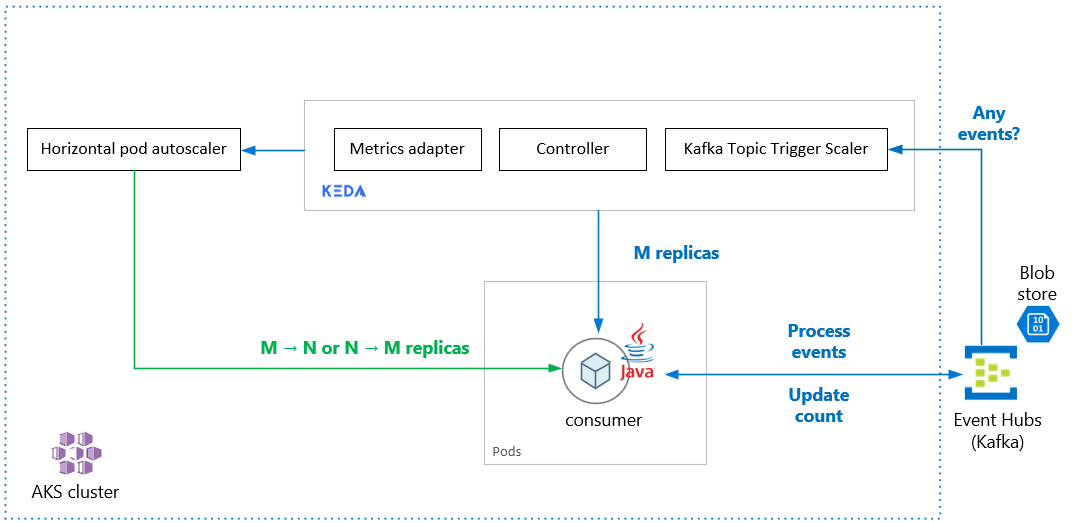 Any
events?
Horizontal pod autoscaler
Metrics adapter
Controller
Kafka Topic Trigger Scaler
KEDA
M replicas
Blob
store
10
01
M → N or N → M replicas
Java
Process
events
Update
count
consumer
Event Hubs
(Kafka)
Pods
AKS cluster